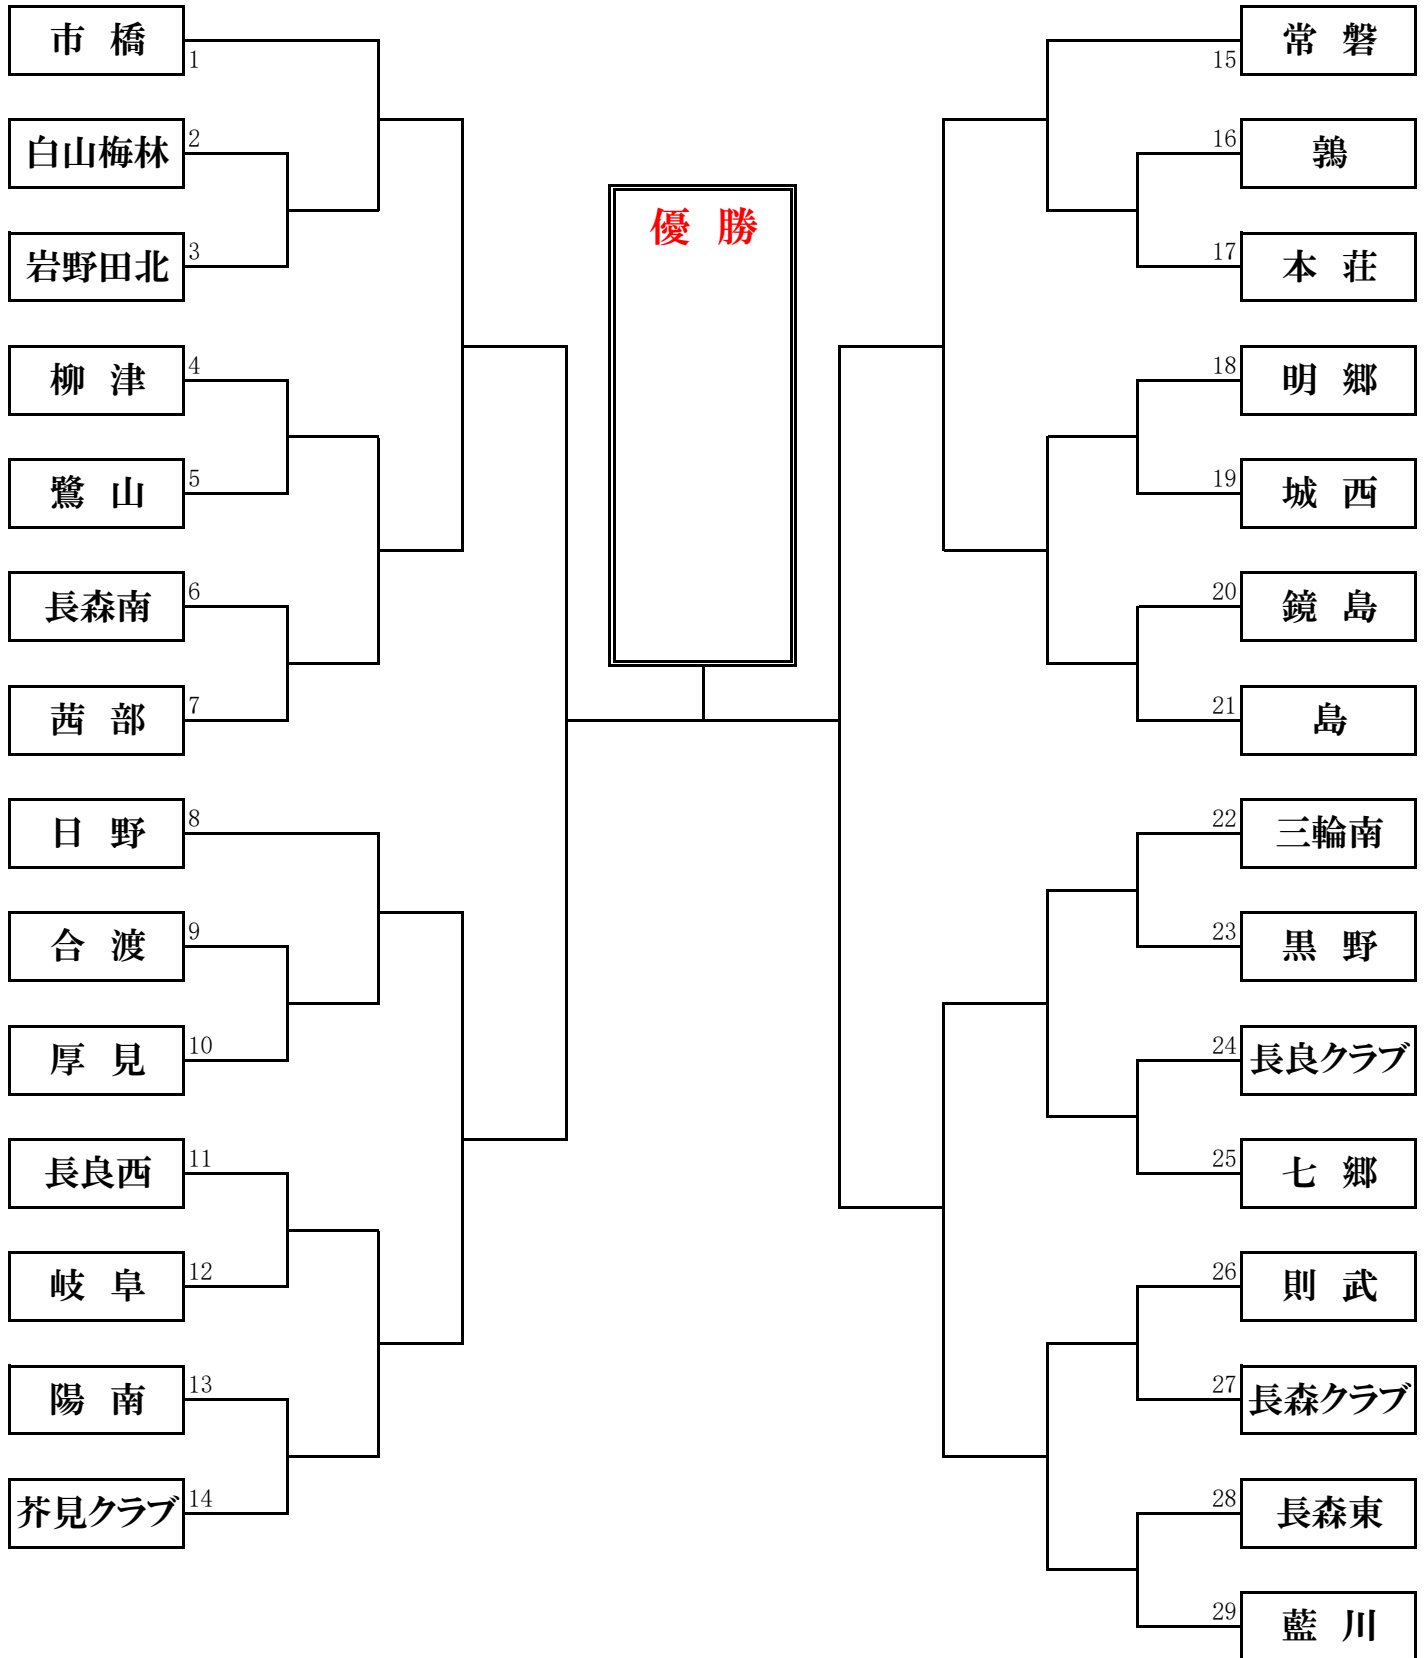 市 橋
1
白山梅林
2
岩野田北
3
柳 津
4
鷺 山
5
長森南
6
茜 部
7
日 野
8
合 渡
9
厚 見
10
長良西
11
岐 阜
12
陽 南
13
芥見クラブ
14
優 勝
15
常 磐
16
鶉
17
本 荘
18
明 郷
19
城 西
20
鏡 島
21
島
22
三輪南
23
黒 野
24
長良クラブ
25
七 郷
26
則 武
27
長森クラブ
28
長森東
29
藍 川